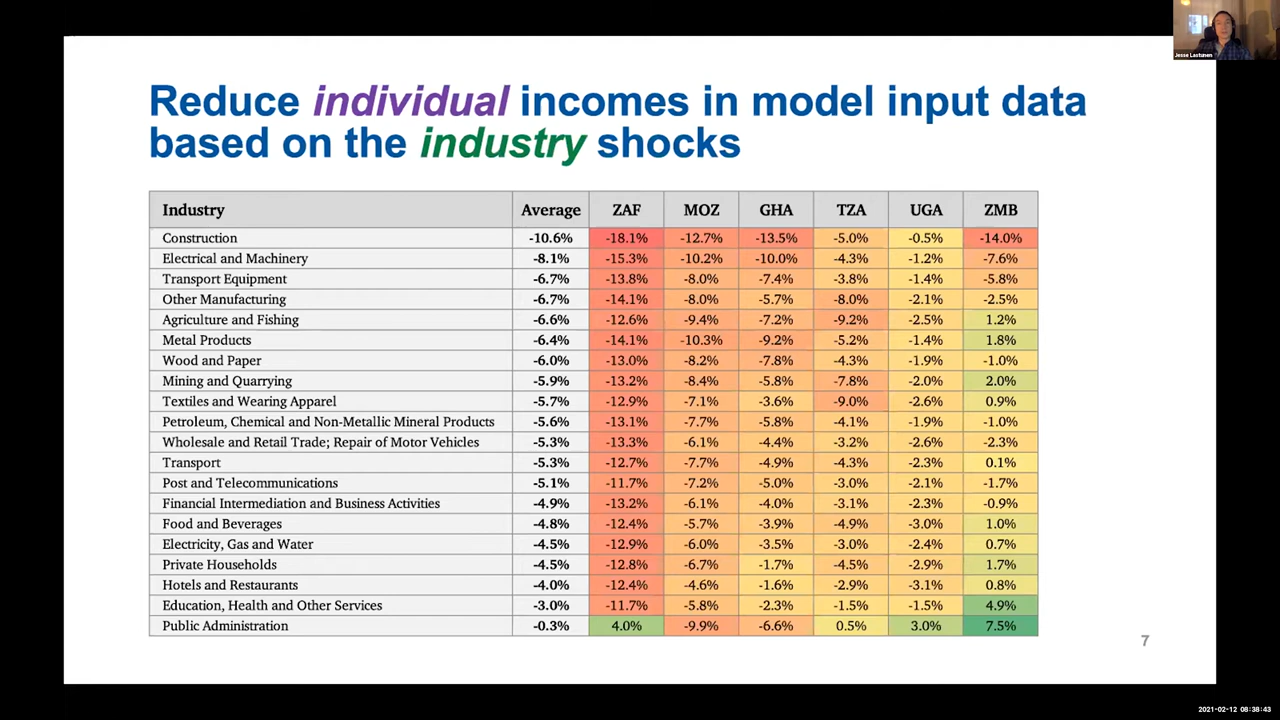 Jesse Lastunen
Reduce individual incomes in model input data
based on the industry shocks
Industry Average ZAF MOZ GHA TZA UGA ZMB
Construction -10.6% -18.1% -12.7% -13.5% -5.0% -0.5% -14.0%
Electrical and Machinery -8.1% -15.3% -10.2% -10.0% -4.3% -1.2% -7.6%
Transport Equipment -6.7% -13.8% -8.0% -7.4% -3.8% -1.4% -5.8%
Other Manufacturing -6.7% -14.1% -8.0% -5.7% -8.0% -2.1% -2.5%
Agriculture and Fishing -6.6% -12.6% -9.4% -7.2% -9.2% -2.5% 1.2%
Metal Products -6.4% -14.1% -10.3% -9.2% -5.2% -1.4% 1.8%
Wood and Paper -6.0% -13.0% -8.2% -7.8% -4.3% -1.9% -1.0%
Mining and Quarrying -5.9% -13.2% -8.4% -5.8% -7.8% -2.0% 2.0%
Textiles and Wearing Apparel -5.7% -12.9% -7.1% -3.6% -9.0% -2.6% 0.9%
Petroleum, Chemical and Non-Metallic Mineral Products -5.6% -13.1% -7.7% -5.8% -4.1% -1.9% -1.0%
Wholesale and Retail Trade; Repair of Motor Vehicles -5.3% -13.3% -6.1% -4.4% -3.2% -2.6% -2.3%
Transport -5.3% -12.7% -7.7% -4.9% -4.3% -2.3% 0.1%
Post and Telecommunications -5.1% -11.7% -7.2% -5.0% -3.0% -2.1% -1.7%
Financial Intermediation and Business Activities -4.9% -13.2% -6.1% -4.0% -3.1% -2.3% -0.9%
Food and Beverages -4.8% -12.4% -5.7% -3.9% -4.9% -3.0% 1.0%
Electricity, Gas and Water -4.5% -12.9% -6.0% -3.5% -3.0% -2.4% 0.7%
Private Households -4.5% -12.8% -6.7% -1.7% -4.5% -2.9% 1.7%
Hotels and Restaurants -4.0% -12.4% -4.6% -1.6% -2.9% -3.1% 0.8%
Education, Health and Other Services -3.0% -11.7% -5.8% -2.3% -1.5% -1.5% 4.9%
Public Administration -0.3% 4.0% -9.9% -6.6% 0.5% 3.0% 7.5%
7
2021-02-12 08:38:43